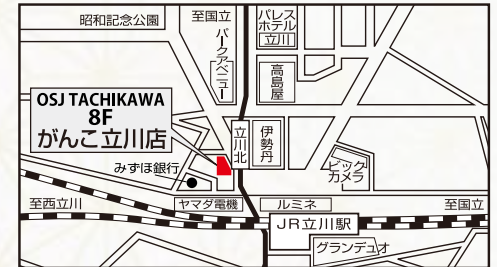 昭和記念公園
至国立
パークアベニュー
パレス
ホテル
立川
高島屋
OSJ TACHIKAWA
8F
がんこ立川店
立川北
伊勢丹
みずほ銀行
ビック
カメラ
至西立川
ヤマダ電機
ルミネ
至国立
JR立川駅
グランデュオ